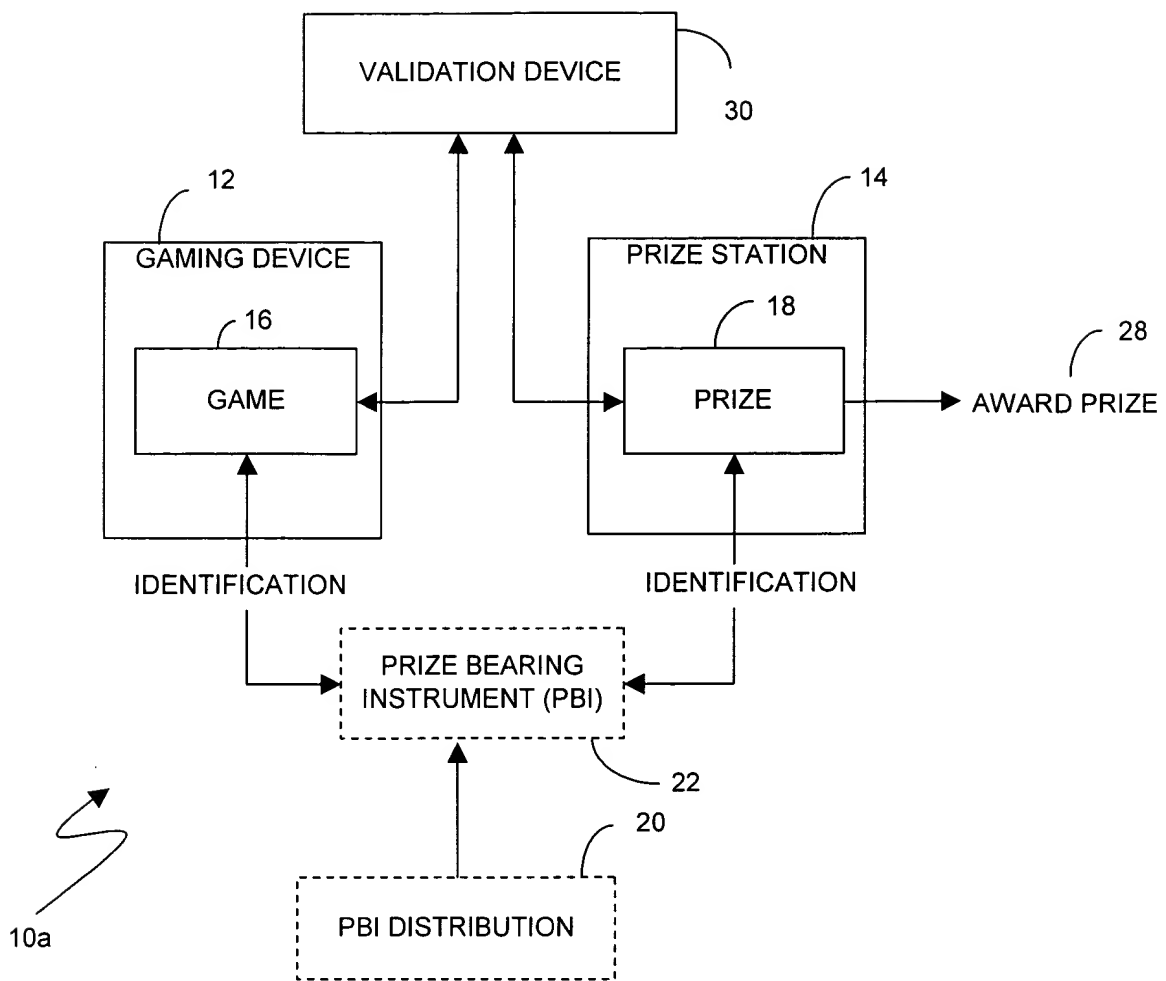 VALIDATION DEVICE
30
12
14
GAMING DEVICE
PRIZE STATION
16
18
28
GAME
PRIZE
AWARD PRIZE
IDENTIFICATION
IDENTIFICATION
PRIZE BEARING
INSTRUMENT (PBI)
22
20
PBI DISTRIBUTION
10a